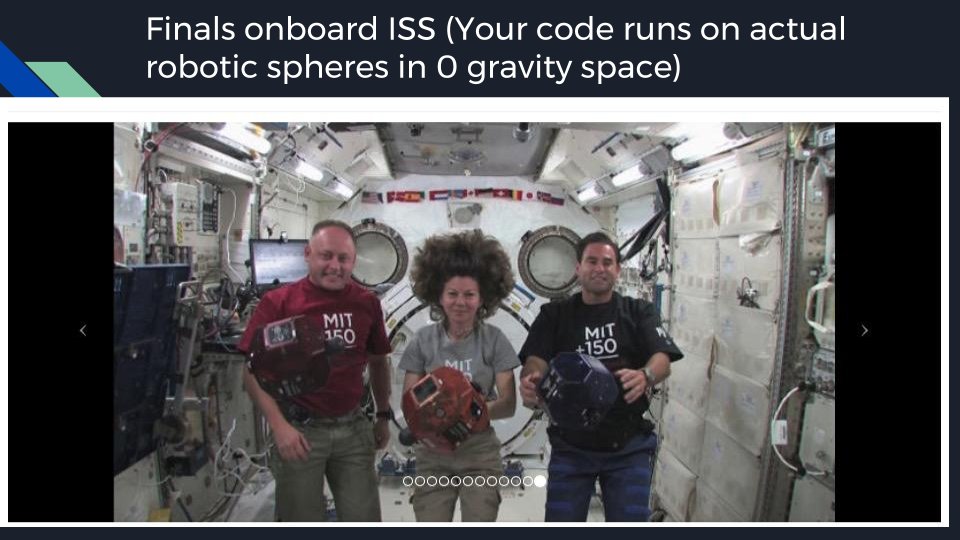 Finals onboard ISS (Your code runs on actual
robotic spheres in 0 gravity space)
MIT
150
MIT
MIT
+150